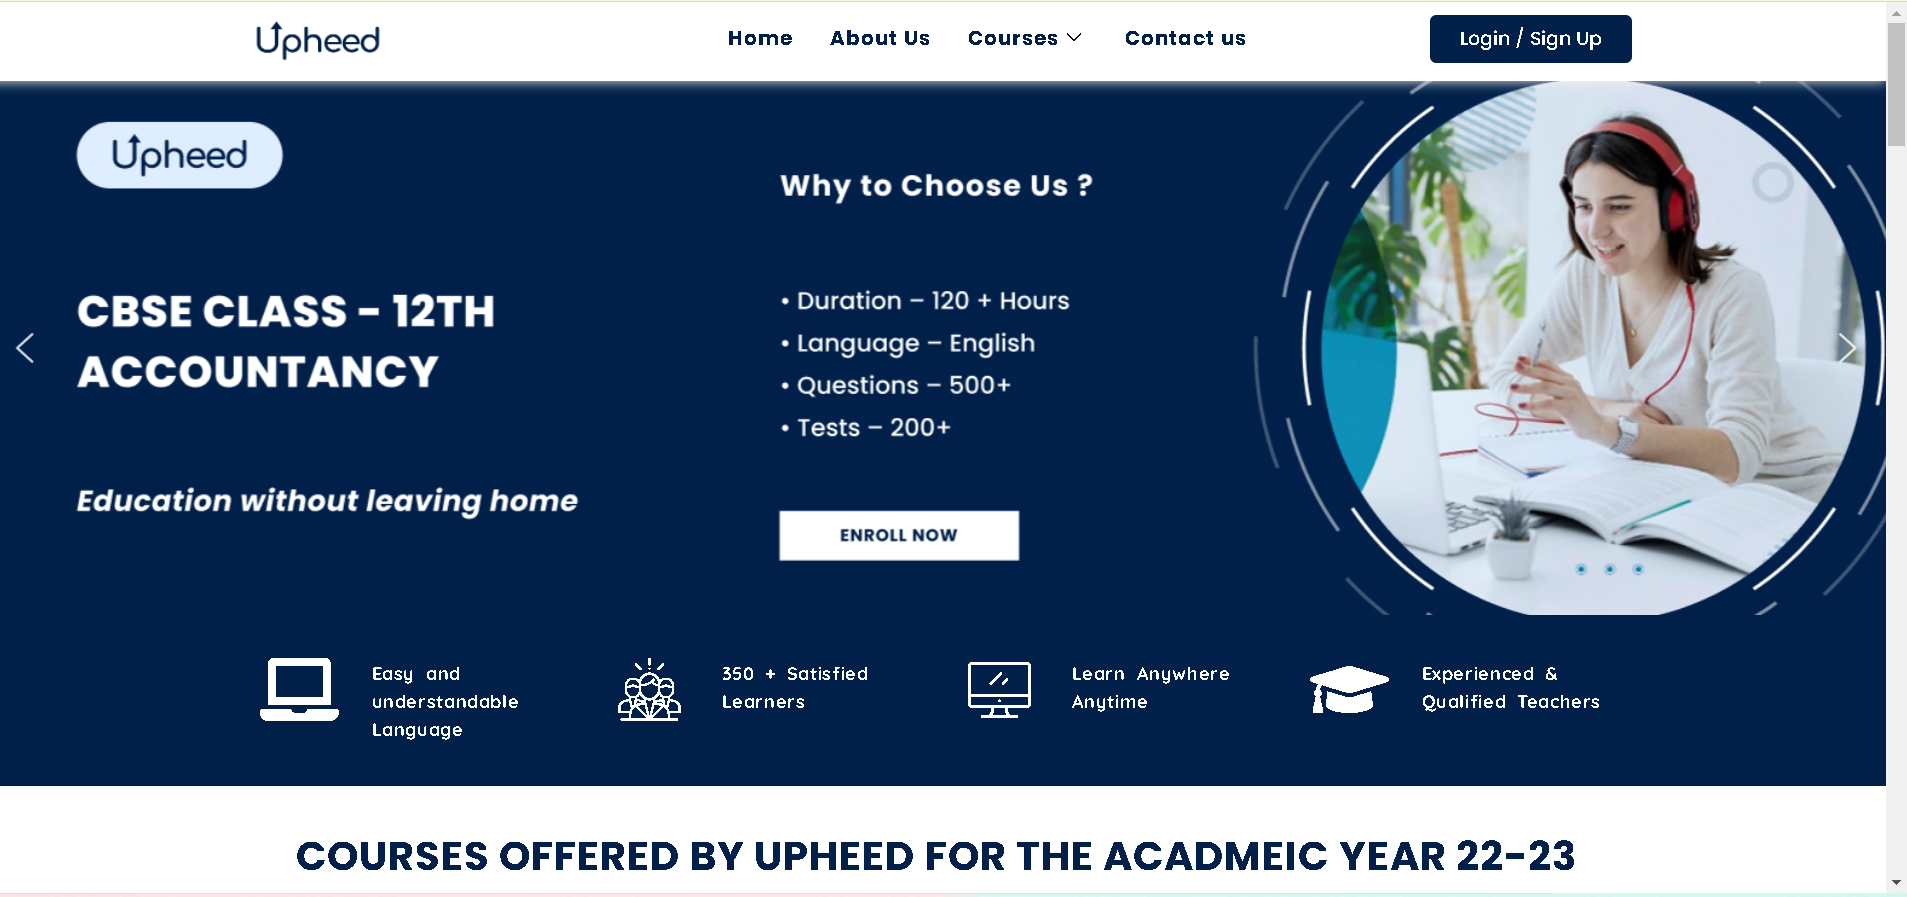 Upheed
Home
About Us
Courses
Contact us
Login / Sign Up
Upheed
CBSE CLASS - 12TH
ACCOUNTANCY
Education without leaving home
Why to Choose Us ?
• Duration – 120 + Hours
• Language – English
• Questions – 500+
• Tests – 200+
ENROLL NOW
Easy and
understandable
Language
350 + Satisfied
Learners
Learn Anywhere
Anytime
Experienced &
Qualified Teachers
COURSES OFFERED BY UPHEED FOR THE ACADMEIC YEAR 22-23